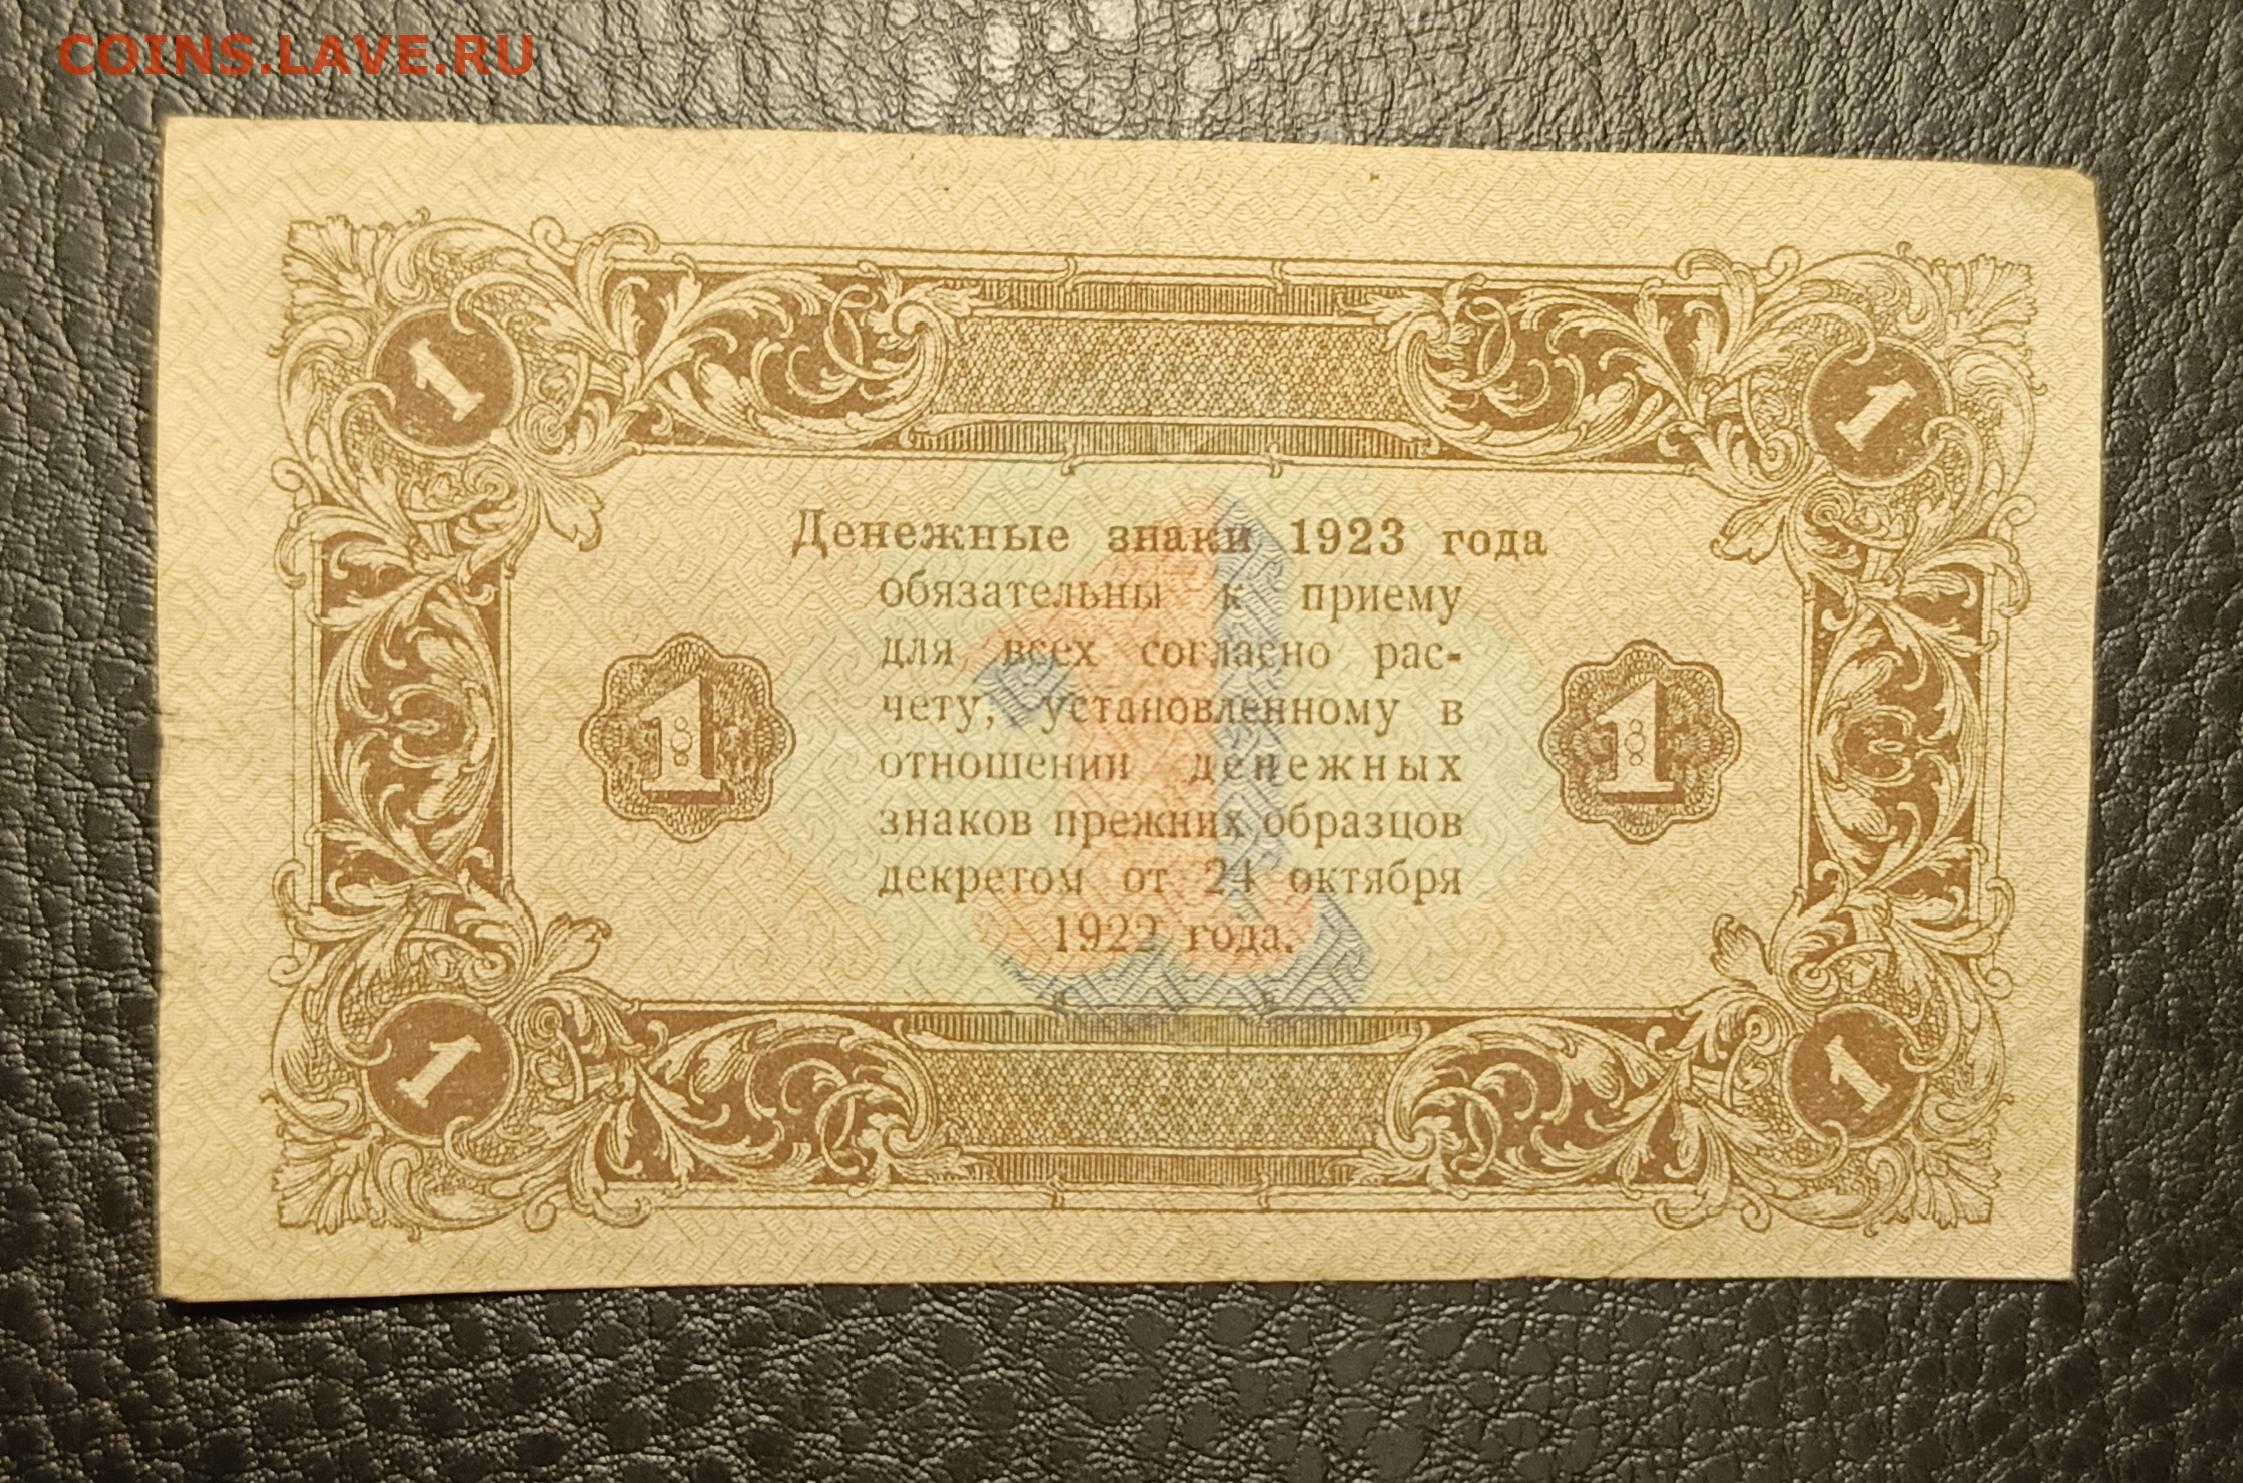 COINS.LAVE.RU
1
1
Денежные знаки 1923 года
обязательны к приему
для всех согласно рас-
чету, установленному в
отношении денежных
знаков прежних образцов
декретом от 24 октября
1922 года.
1
1
1
1
1